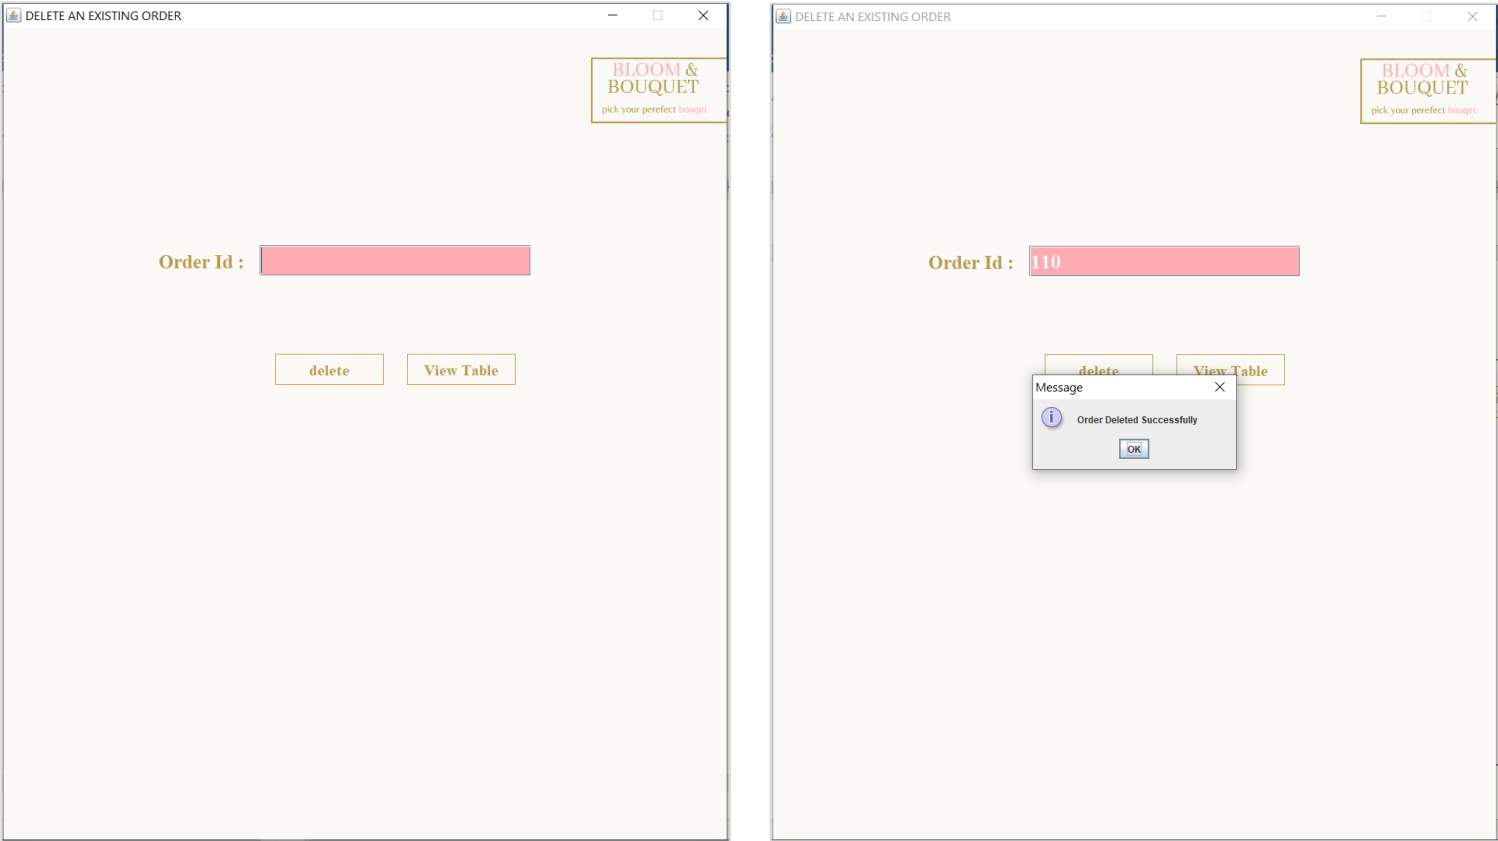 DELETE AN EXISTING ORDER
BLOOM &
BOUQUET
pick your perefect bouqet
Order Id :
delete
View Table
DELETE AN EXISTING ORDER
BLOOM &
BOUQUET
pick your perefect bouqet
Order Id :
110
delete
View Table
Message
Order Deleted Successfully
OK